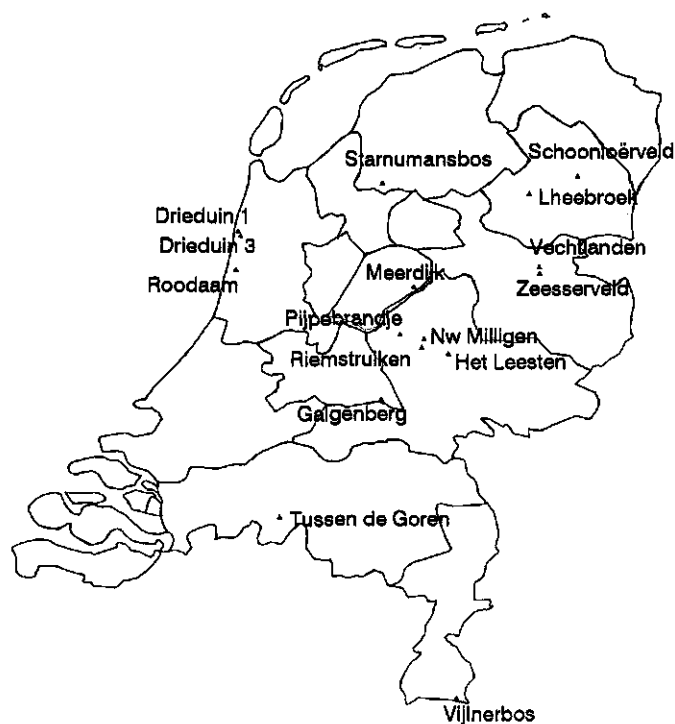 Schoonloërveld
Starnumansbos
Lheebroek
Drieduin 1
Drieduin 3
Vechtlanden
Meerdijk
Roodaam
Zeesserveld
Pijpebrandje
Nw Milligen
Riemstruiken
Het Leesten
Galgenberg
Tussen de Goren
Vijlnerbos